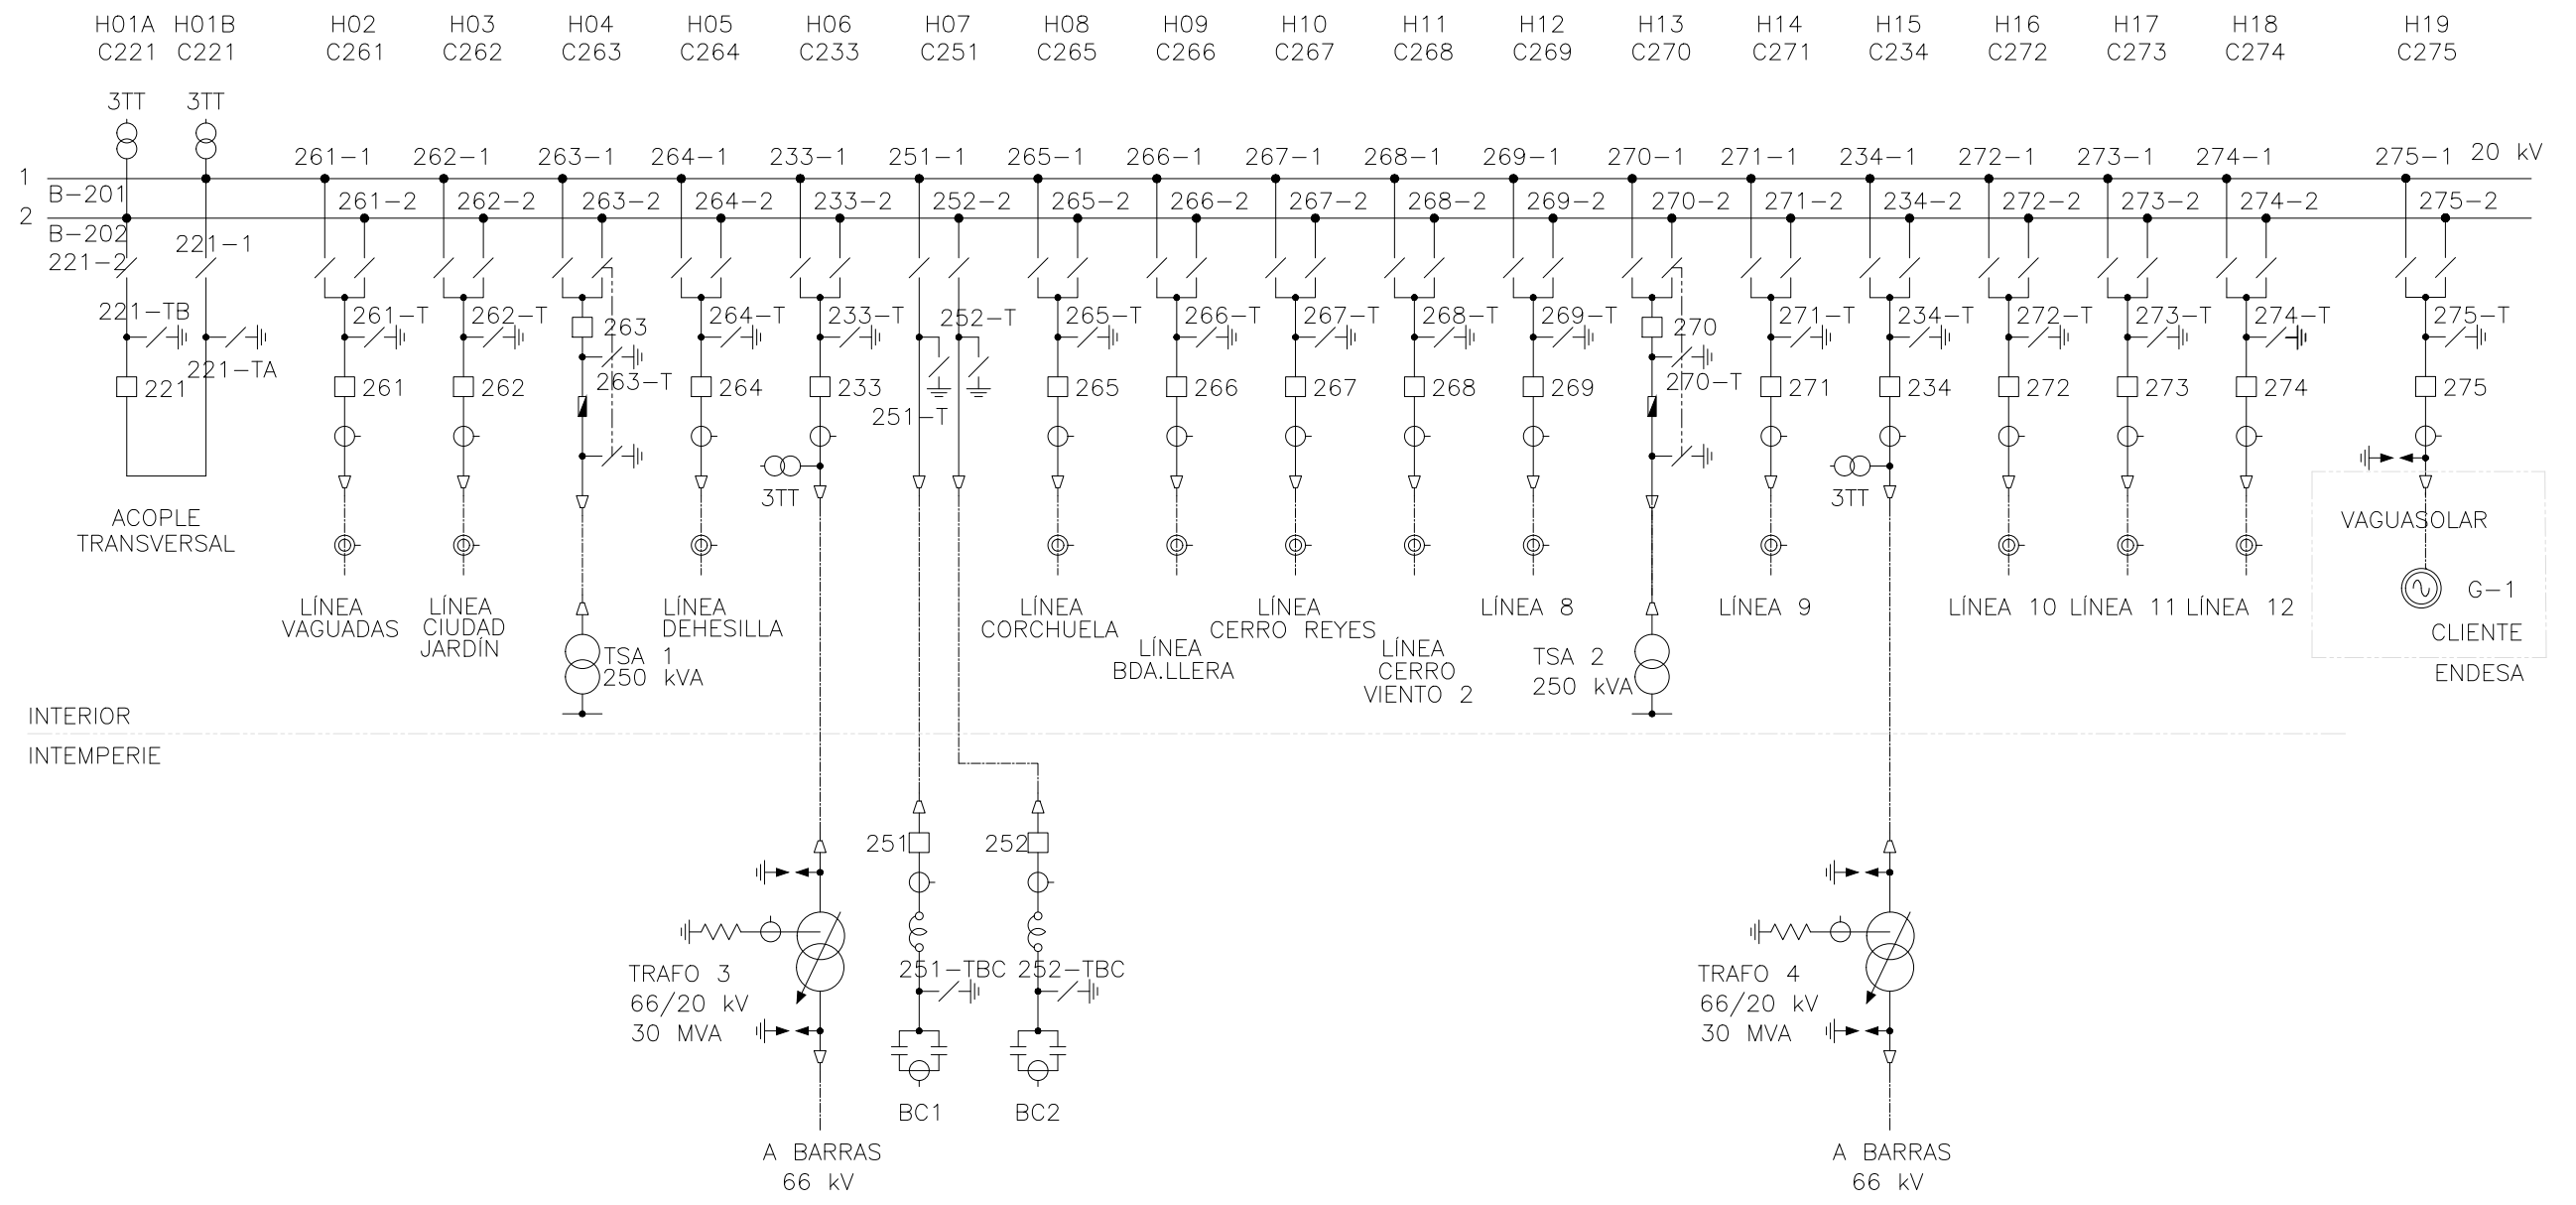 H01A H01B H02 H03 H04 H05 H06 H07 H08 H09 H10 H11 H12 H13 H14 H15 H16 H17 H18 H19
C221 C221 C261 C262 C263 C264 C233 C251 C265 C266 C267 C268 C269 C270 C271 C234 C272 C273 C274 C275
3TT 3TT
261-1 262-1 263-1 264-1 233-1 251-1 265-1 266-1 267-1 268-1 269-1 270-1 271-1 234-1 272-1 273-1 274-1 275-1 20 kV
1
B-201 261-2 262-2 263-2 264-2 233-2 252-2 265-2 266-2 267-2 268-2 269-2 270-2 271-2 234-2 272-2 273-2 274-2 275-2
2
B-202 221-1
221-2
221-TB 261-T 262-T 263 264-T 233-T 252-T 265-T 266-T 267-T 268-T 269-T 270 271-T 234-T 272-T 273-T 274-T 275-T
221-TA
263-T 270-T
221 261 262 264 233 265 266 267 268 269 271 234 272 273 274 275
251-T
3TT 3TT
ACOPLE
TRANSVERSAL
VAGUASOLAR
G-1
CLIENTE
ENDESA
LÍNEA
VAGUADAS
LÍNEA
CIUDAD
JARDÍN
TSA 1
250 kVA
LÍNEA
DEHESILLA
LÍNEA
CORCHUELA
LÍNEA
BDA.LLERA
LÍNEA
CERRO REYES
LÍNEA
CERRO
VIENTO 2
LÍNEA 8
TSA 2
250 kVA
LÍNEA 9
LÍNEA 10 LÍNEA 11 LÍNEA 12
INTERIOR
INTEMPERIE
251 252
251-TBC 252-TBC
TRAFO 3
66/20 kV
30 MVA
TRAFO 4
66/20 kV
30 MVA
BC1 BC2
A BARRAS
66 kV
A BARRAS
66 kV